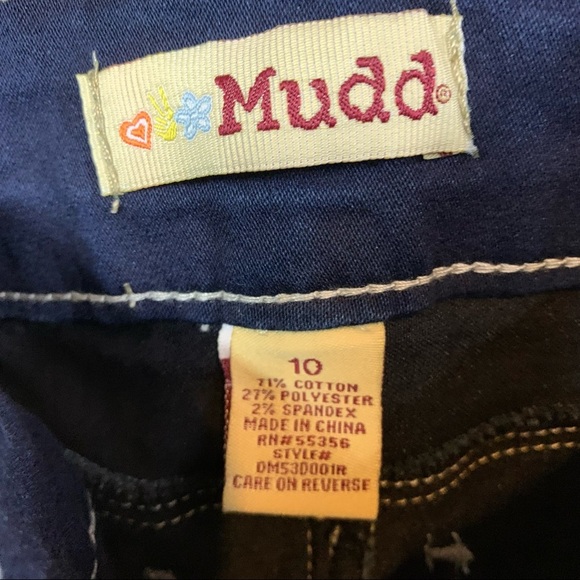 Mudd®
10
71% COTTON
27% POLYESTER
2% SPANDEX
MADE IN CHINA
RN#55356
STYLE#
DM53D001R
CARE ON REVERSE